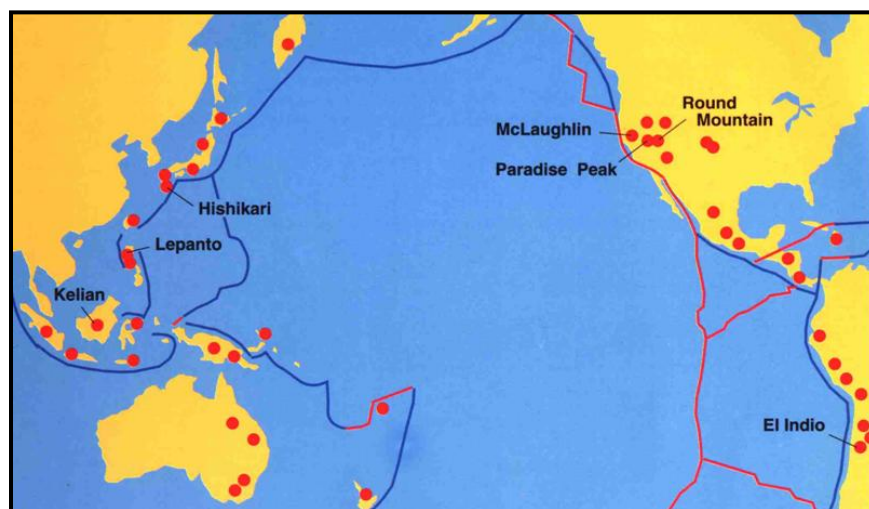 Round
Mountain
McLaughlin
Paradise Peak
Hishikari
Lepanto
Kelian
El Indio